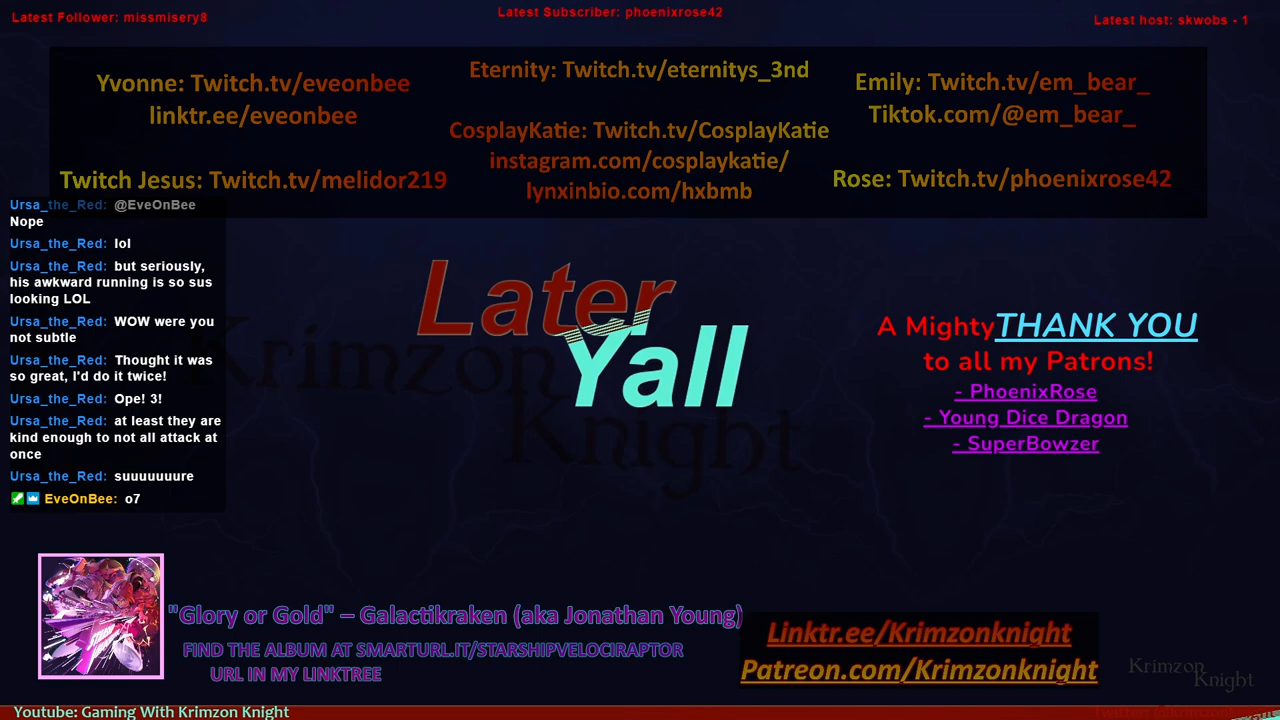 Latest Follower: missmisery8
Latest Subscriber: phoenixrose42
Latest host: skwobs - 1
Yvonne: Twitch.tv/eveonbee
linktr.ee/eveonbee
Twitch Jesus: Twitch.tv/melidor219
Eternity: Twitch.tv/eternitys_3nd
CosplayKatie: Twitch.tv/CosplayKatie
instagram.com/cosplaykatie/
lynxinbio.com/hxbmb
Emily: Twitch.tv/em_bear_
Tiktok.com/@em_bear_
Rose: Twitch.tv/phoenixrose42
Ursa_the_Red: @EveOnBee
Nope
Ursa_the_Red: lol
Ursa_the_Red: but seriously,
his awkward running is so sus
looking LOL
Ursa_the_Red: WOW were you
not subtle
Ursa_the_Red: Thought it was
so great, I'd do it twice!
Ursa_the_Red: Ope! 3!
Ursa_the_Red: at least they are
kind enough to not all attack at
once
Ursa_the_Red: suuuuuure
EveOnBee: o7
Later
Yall
Krimzon
Knight
A Mighty THANK YOU
to all my Patrons!
- PhoenixRose
- Young Dice Dragon
- SuperBowzer
"Glory or Gold" – Galactikraken (aka Jonathan Young)
FIND THE ALBUM AT SMARTURL.IT/STARSHIPVELOCIRAPTOR
URL IN MY LINKTREE
Linktr.ee/Krimzonknight
Patreon.com/Krimzonknight
Krimzon
Knight
Youtube: Gaming With Krimzon Knight